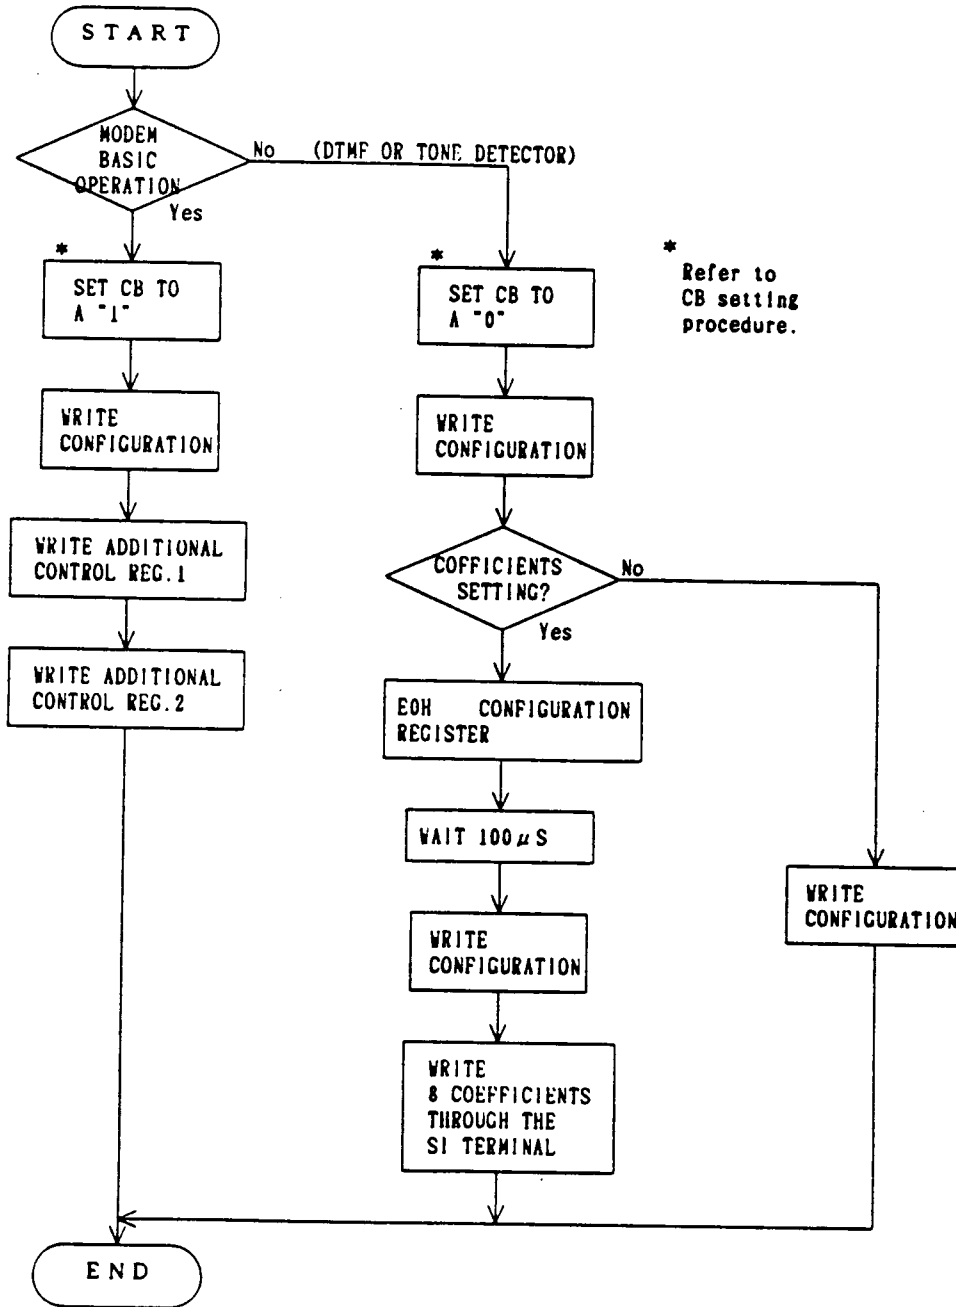 START
MODEM
BASIC
OPERATION
No (DTMF OR TONE DETECTOR)
Yes
*
SET CB TO
A "1"
*
SET CB TO
A "0"
*
Refer to
CB setting
procedure.
WRITE
CONFIGURATION
WRITE
CONFIGURATION
WRITE ADDITIONAL
CONTROL REG.1
COFFICIENTS
SETTING?
No
Yes
WRITE ADDITIONAL
CONTROL REG.2
E0H CONFIGURATION
REGISTER
WAIT 100μS
WRITE
CONFIGURATION
WRITE
CONFIGURATION
WRITE
8 COEFFICIENTS
THROUGH THE
SI TERMINAL
END